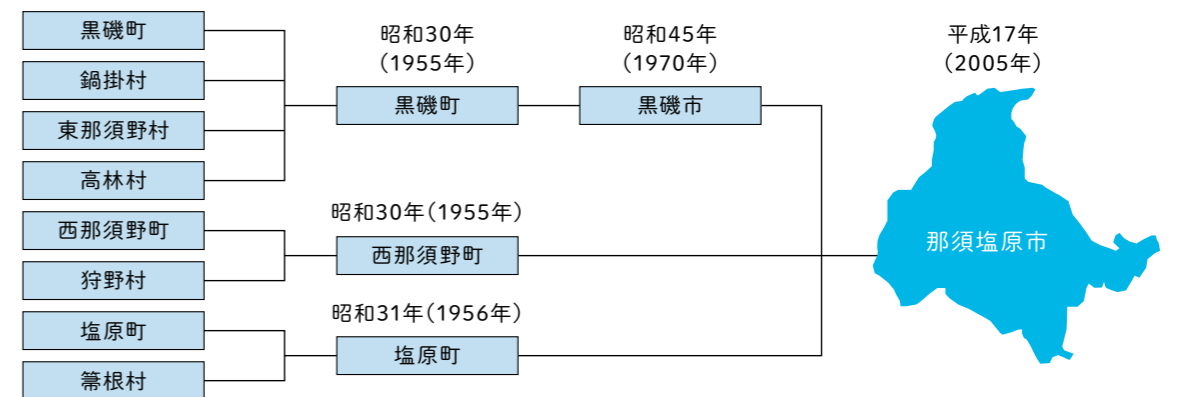 黒磯町
鍋掛村
東那須野村
高林村
西那須野町
狩野村
塩原町
箒根村
昭和30年
（1955年）
黒磯町
昭和45年
（1970年）
黒磯市
昭和30年（1955年）
西那須野町
昭和31年（1956年）
塩原町
平成17年
（2005年）
那須塩原市